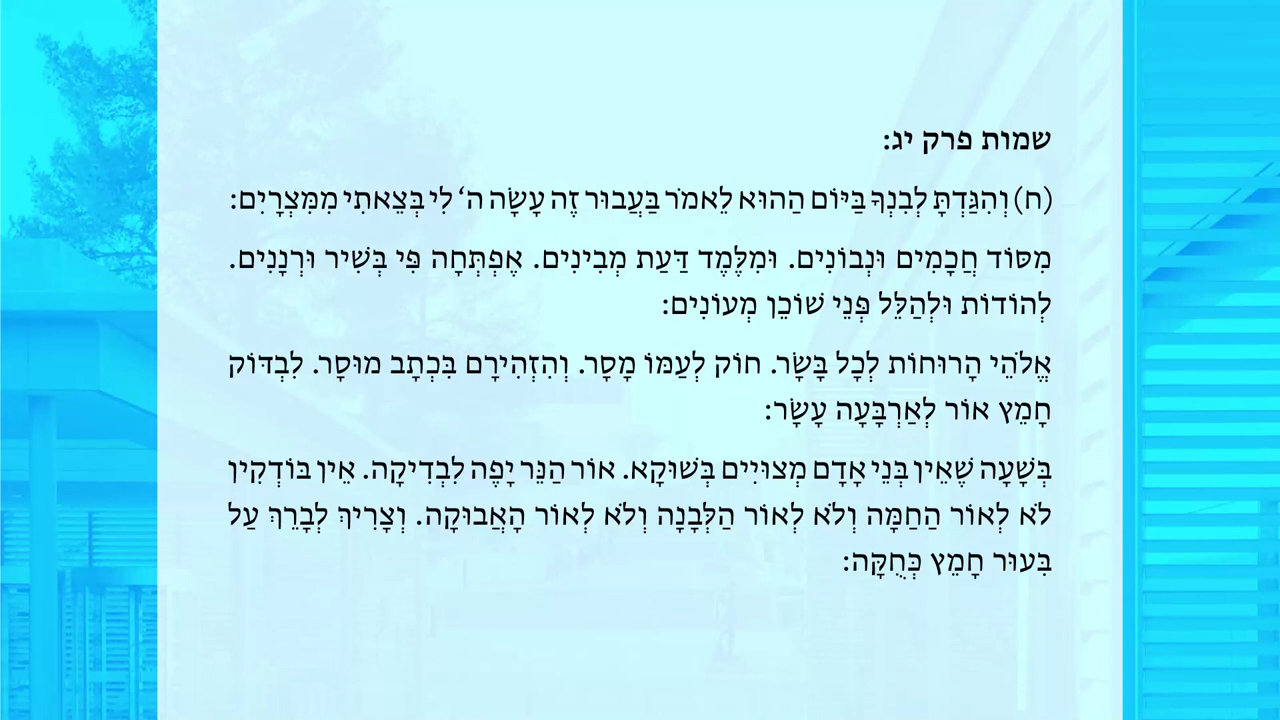 שמות פרק יג:
(ח) וְהִגַּדְתָּ לְבִנְךָ בַּיּוֹם הַהוּא לֵאמֹר בַּעֲבוּר זֶה עָשָׂה ה‘ לִי בְּצֵאתִי מִמִּצְרָיִם:
מִסּוֹד חֲכָמִים וּנְבוֹנִים. וּמִלֶּמֶד דַּעַת מְבִינִים. אֶפְתְּחָה פִּי בְּשִׁיר וּרְנָנִים.
לְהוֹדוֹת וּלְהַלֵּל פְּנֵי שׁוֹכֵן מְעוֹנִים:
אֱלֹהֵי הָרוּחוֹת לְכָל בָּשָׂר. חוֹק לְעַמּוֹ מָסָר. וְהִזְהִירָם בִּכְתָב מוּסָר. לִבְדּוֹק
חָמֵץ אוֹר לְאַרְבָּעָה עָשָׂר:
בְּשָׁעָה שֶׁאֵין בְּנֵי אָדָם מְצוּיִים בְּשׁוּקָא. אוֹר הַנֵּר יָפֶה לִבְדִיקָה. אֵין בּוֹדְקִין
לֹא לְאוֹר הַחַמָּה וְלֹא לְאוֹר הַלְּבָנָה וְלֹא לְאוֹר הָאֲבוּקָה. וְצָרִיךְ לְבָרֵךְ עַל
בִּעוּר חָמֵץ כְּחֻקָּה: